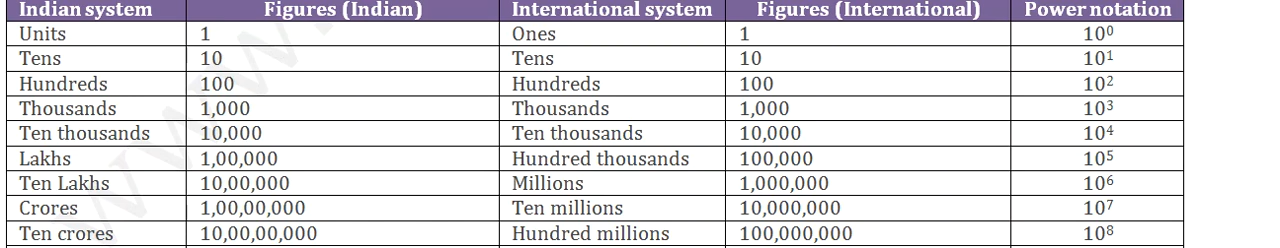 Indian system Figures (Indian) International system Figures (International) Power notation
Units 1 Ones 1 10⁰
Tens 10 Tens 10 10¹
Hundreds 100 Hundreds 100 10²
Thousands 1,000 Thousands 1,000 10³
Ten thousands 10,000 Ten thousands 10,000 10⁴
Lakhs 1,00,000 Hundred thousands 100,000 10⁵
Ten Lakhs 10,00,000 Millions 1,000,000 10⁶
Crores 1,00,00,000 Ten millions 10,000,000 10⁷
Ten crores 10,00,00,000 Hundred millions 100,000,000 10⁸